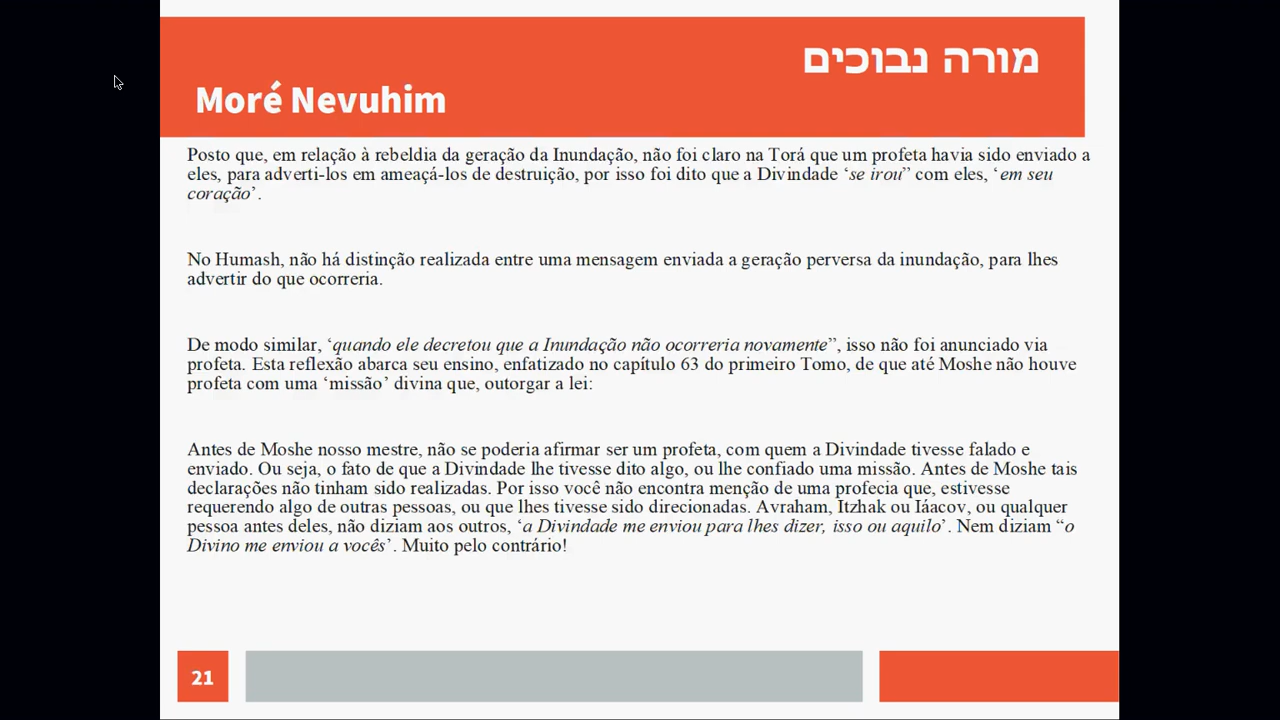 מורה נבוכים
Moré Nevuhim
Posto que, em relação à rebeldia da geração da Inundação, não foi claro na Torá que um profeta havia sido enviado a
eles, para adverti-los em ameaçá-los de destruição, por isso foi dito que a Divindade ‘se irou” com eles, ‘em seu
coração’.
No Humash, não há distinção realizada entre uma mensagem enviada a geração perversa da inundação, para lhes
advertir do que ocorreria.
De modo similar, ‘quando ele decretou que a Inundação não ocorreria novamente”, isso não foi anunciado via
profeta. Esta reflexão abarca seu ensino, enfatizado no capítulo 63 do primeiro Tomo, de que até Moshe não houve
profeta com uma ‘missão’ divina que, outorgar a lei:
Antes de Moshe nosso mestre, não se poderia afirmar ser um profeta, com quem a Divindade tivesse falado e
enviado. Ou seja, o fato de que a Divindade lhe tivesse dito algo, ou lhe confiado uma missão. Antes de Moshe tais
declarações não tinham sido realizadas. Por isso você não encontra menção de uma profecia que, estivesse
requerendo algo de outras pessoas, ou que lhes tivesse sido direcionadas. Avraham, Itzhak ou Iáacov, ou qualquer
pessoa antes deles, não diziam aos outros, ‘a Divindade me enviou para lhes dizer, isso ou aquilo’. Nem diziam “o
Divino me enviou a vocês’. Muito pelo contrário!
21